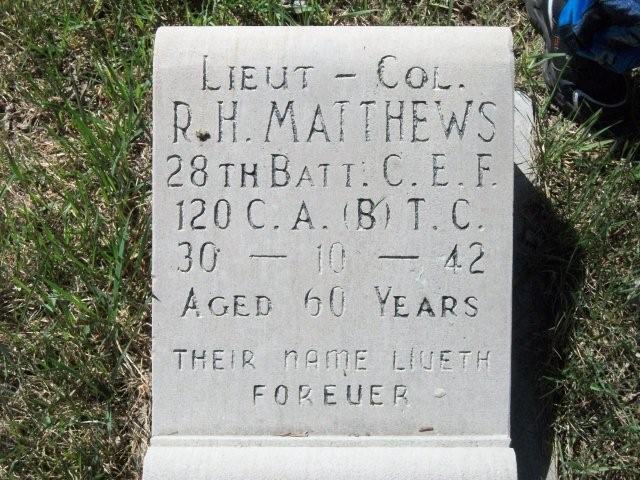 LIEUT - COL.
R. H. MATTHEWS
28TH BATT. C. E. F.
120 C. A. (B) T. C.
30 — 10 — 42
AGED 60 YEARS
THEIR NAME LIVETH
FOREVER